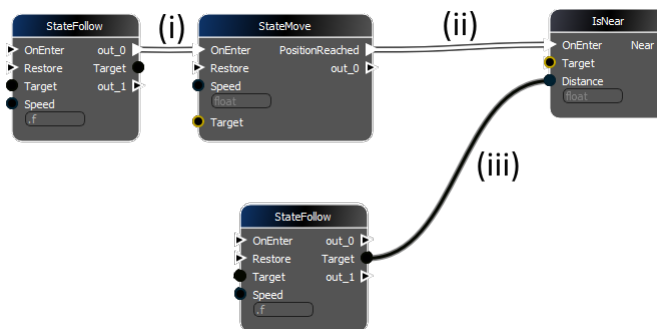 StateFollow
OnEnter out_0
Restore Target
Target out_1
Speed
.f
(i)
StateMove
OnEnter PositionReached
Restore out_0
Speed
float
Target
(ii)
IsNear
OnEnter Near
Target
Distance
float
(iii)
StateFollow
OnEnter out_0
Restore Target
Target out_1
Speed
.f